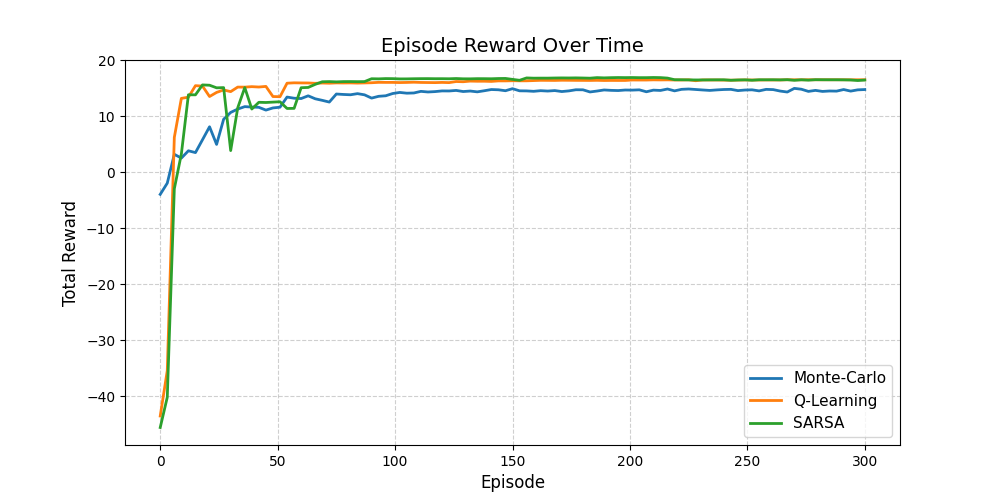 Episode Reward Over Time
Total Reward
20
10
0
−10
−20
−30
−40
0 50 100 150 200 250 300
Episode
Monte-Carlo
Q-Learning
SARSA